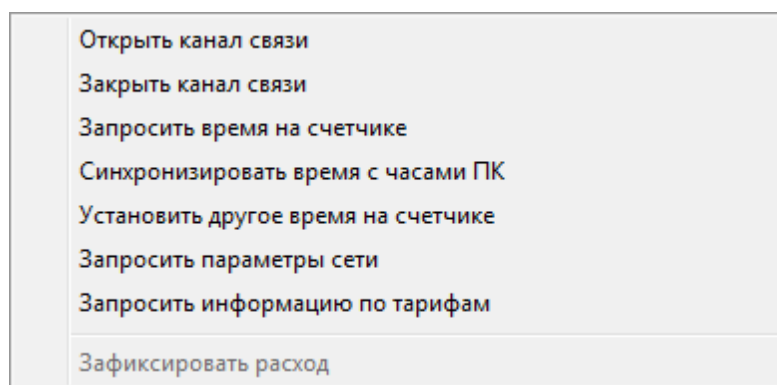 Открыть канал связи
Закрыть канал связи
Запросить время на счетчике
Синхронизировать время с часами ПК
Установить другое время на счетчике
Запросить параметры сети
Запросить информацию по тарифам
Зафиксировать расход